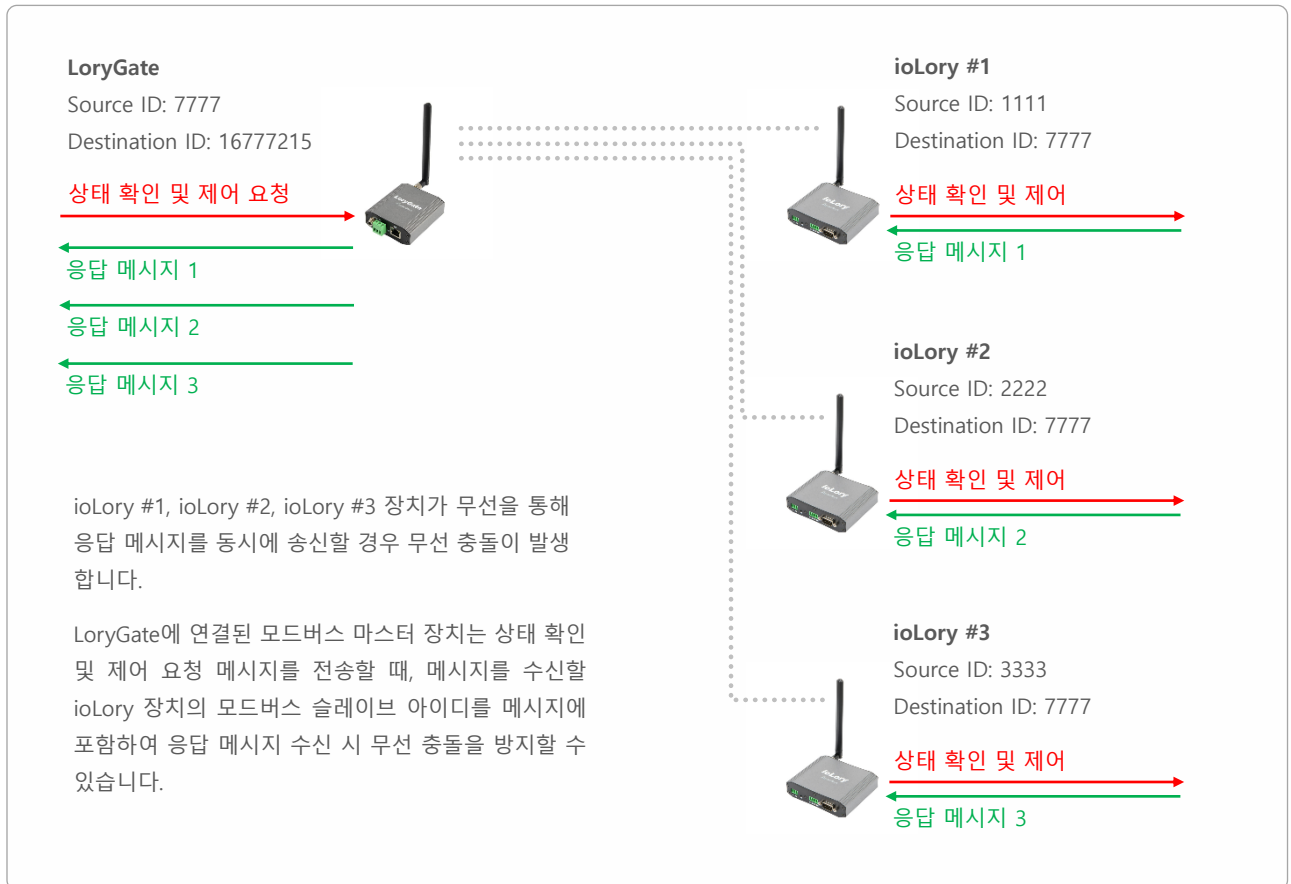 LoryGate
Source ID: 7777
Destination ID: 16777215
상태 확인 및 제어 요청
응답 메시지 1
응답 메시지 2
응답 메시지 3
ioLory #1, ioLory #2, ioLory #3 장치가 무선을 통해
응답 메시지를 동시에 송신할 경우 무선 충돌이 발생
합니다.
LoryGate에 연결된 모드버스 마스터 장치는 상태 확인
및 제어 요청 메시지를 전송할 때, 메시지를 수신할
ioLory 장치의 모드버스 슬레이브 아이디를 메시지에
포함하여 응답 메시지 수신 시 무선 충돌을 방지할 수
있습니다.
LoryGate
ioLory #1
Source ID: 1111
Destination ID: 7777
상태 확인 및 제어
응답 메시지 1
ioLory
ioLory #2
Source ID: 2222
Destination ID: 7777
상태 확인 및 제어
응답 메시지 2
ioLory
ioLory #3
Source ID: 3333
Destination ID: 7777
상태 확인 및 제어
응답 메시지 3
ioLory